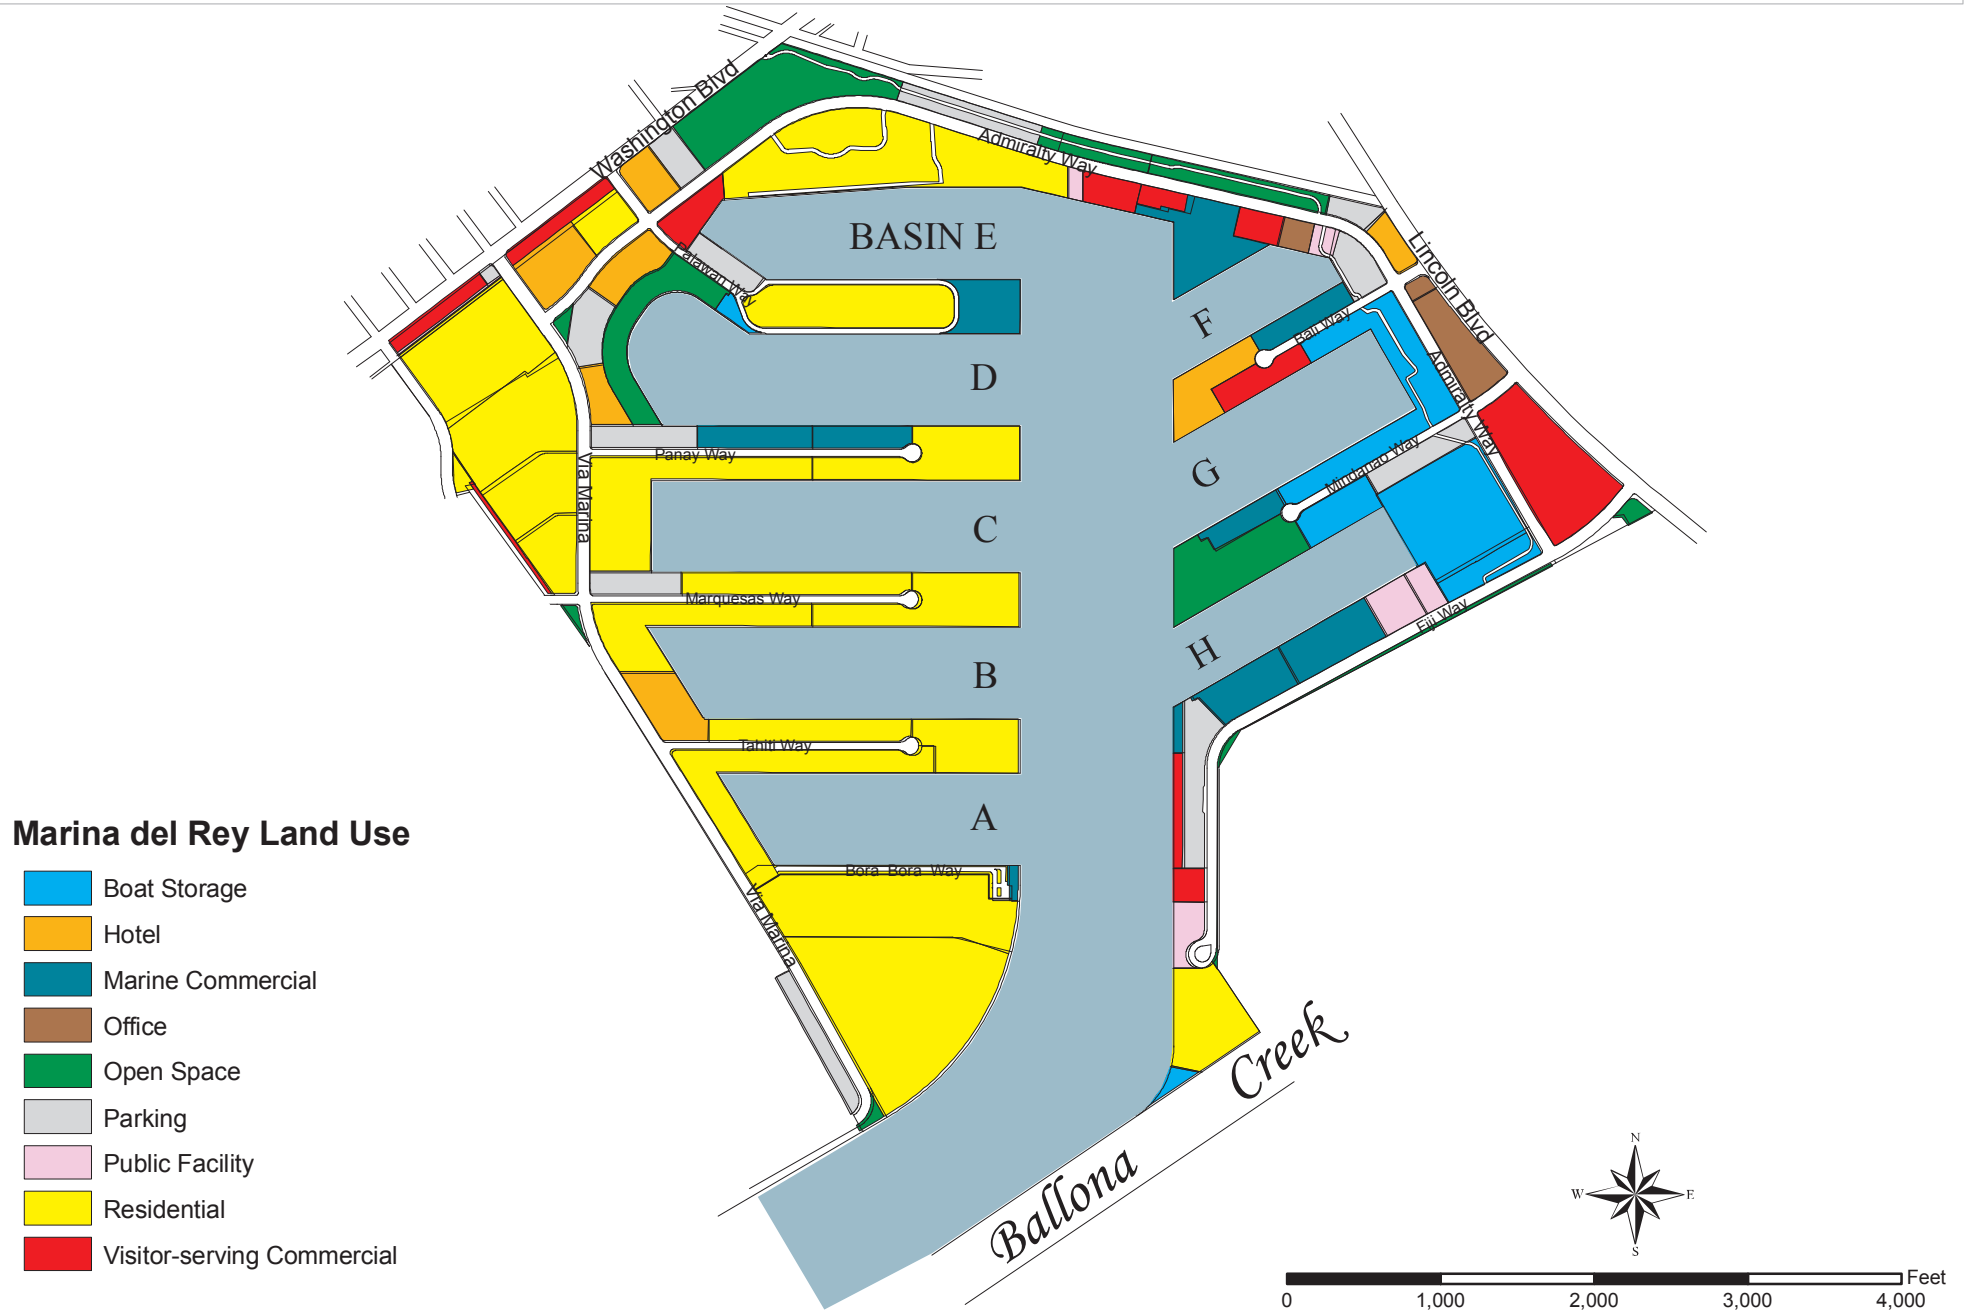 Washington Blvd
Admiralty Way
BASIN E
Palawan Way
Lincoln Blvd
F
Bali Way
D
Admiralty Way
Panay Way
Mindanao Way
G
Via Marina
C
Marquesas Way
Fiji Way
H
B
Tahiti Way
A
Bora Bora Way
Via Marina
Ballona Creek
Marina del Rey Land Use
Boat Storage
Hotel
Marine Commercial
Office
Open Space
Parking
Public Facility
Residential
Visitor-serving Commercial
N
W E
S
Feet
0 1,000 2,000 3,000 4,000